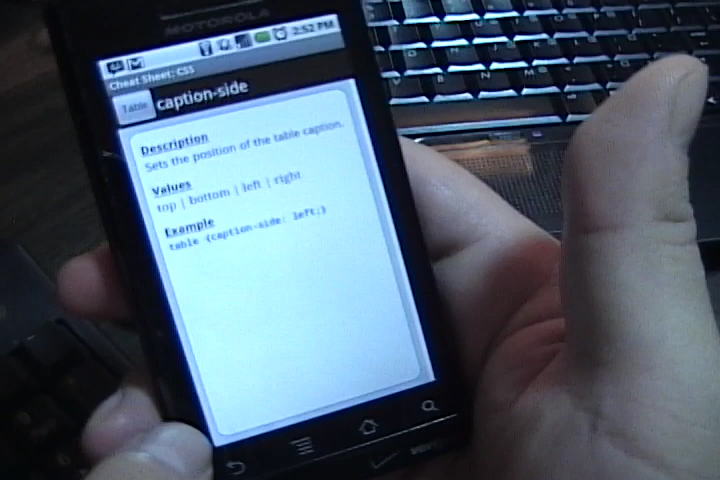 MOTOROLA
2:52 PM
Cheat Sheet: CSS
Table caption-side
Description
Sets the position of the table caption.
Values
top | bottom | left | right
Example
table {caption-side: left;}